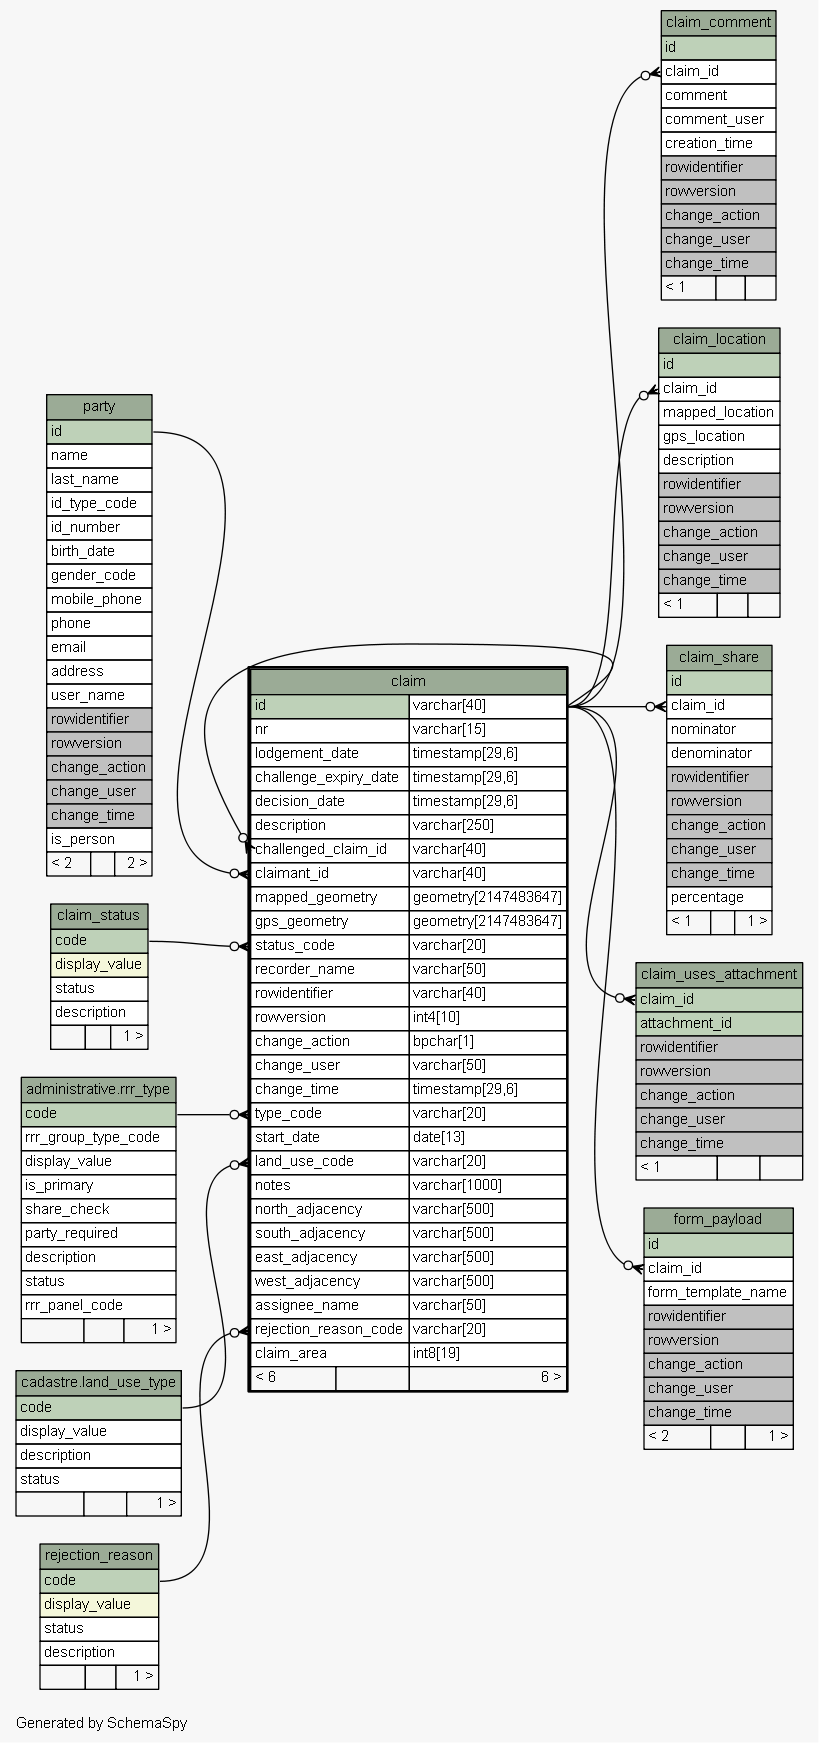 claim_comment
id
claim_id
comment
comment_user
creation_time
rowidentifier
rowversion
change_action
change_user
change_time
< 1
claim_location
id
claim_id
mapped_location
gps_location
description
rowidentifier
rowversion
change_action
change_user
change_time
< 1
party
id
name
last_name
id_type_code
id_number
birth_date
gender_code
mobile_phone
phone
email
address
user_name
rowidentifier
rowversion
change_action
change_user
change_time
is_person
< 2 2 >
claim_share
id
claim_id
nominator
denominator
rowidentifier
rowversion
change_action
change_user
change_time
percentage
< 1 1 >
claim
id varchar[40]
nr varchar[15]
lodgement_date timestamp[29,6]
challenge_expiry_date timestamp[29,6]
decision_date timestamp[29,6]
description varchar[250]
challenged_claim_id varchar[40]
claimant_id varchar[40]
mapped_geometry geometry[2147483647]
gps_geometry geometry[2147483647]
status_code varchar[20]
recorder_name varchar[50]
rowidentifier varchar[40]
rowversion int4[10]
change_action bpchar[1]
change_user varchar[50]
change_time timestamp[29,6]
type_code varchar[20]
start_date date[13]
land_use_code varchar[20]
notes varchar[1000]
north_adjacency varchar[500]
south_adjacency varchar[500]
east_adjacency varchar[500]
west_adjacency varchar[500]
assignee_name varchar[50]
rejection_reason_code varchar[20]
claim_area int8[19]
< 6 6 >
claim_status
code
display_value
status
description
1 >
claim_uses_attachment
claim_id
attachment_id
rowidentifier
rowversion
change_action
change_user
change_time
< 1
administrative.rrr_type
code
rrr_group_type_code
display_value
is_primary
share_check
party_required
description
status
rrr_panel_code
1 >
form_payload
id
claim_id
form_template_name
rowidentifier
rowversion
change_action
change_user
change_time
< 2 1 >
cadastre.land_use_type
code
display_value
description
status
1 >
rejection_reason
code
display_value
status
description
1 >
Generated by SchemaSpy